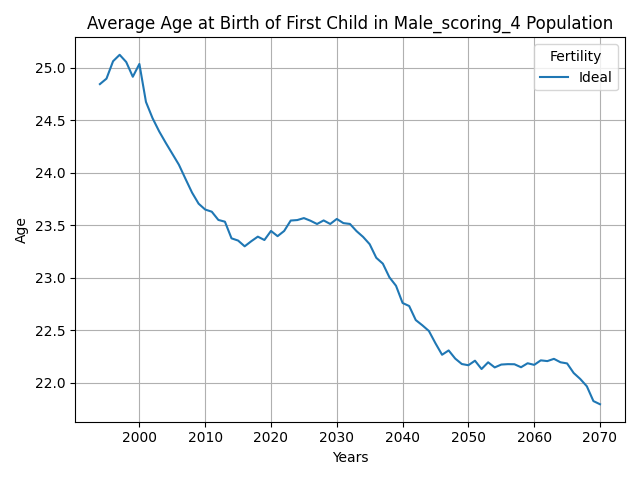 Average Age at Birth of First Child in Male_scoring_4 Population
Fertility
Ideal
25.0
24.5
24.0
23.5
23.0
22.5
22.0
Age
2000 2010 2020 2030 2040 2050 2060 2070
Years